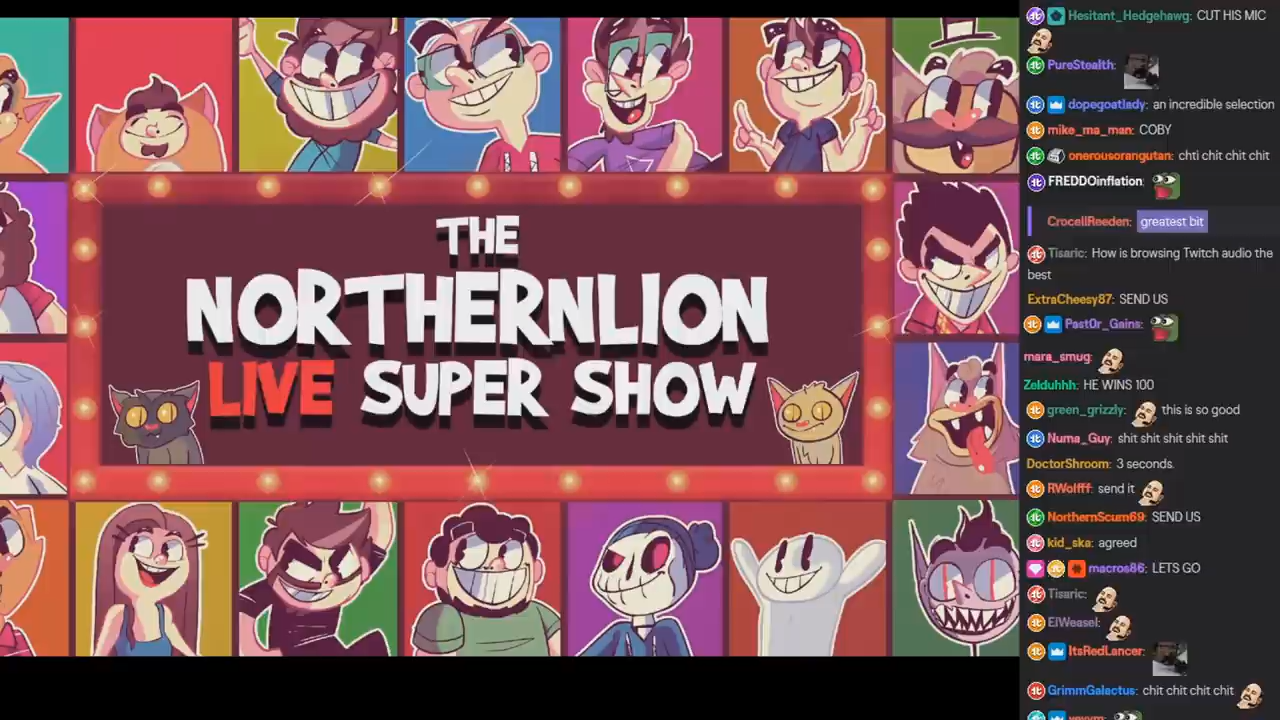 THE
NORTHERNLION
LIVE SUPER SHOW
Hesitant_Hedgehawg: CUT HIS MIC
PureStealth:
dopegoatlady: an incredible selection
mike_ma_man: COBY
onerousorangutan: chti chit chit chit
FREDDOinflation:
CrocellReeden: greatest bit
Tisaric: How is browsing Twitch audio the
best
ExtraCheesy87: SEND US
Past0r_Gains:
mara_smug:
Zelduhhh: HE WINS 100
green_grizzly: this is so good
Numa_Guy: shit shit shit shit shit
DoctorShroom: 3 seconds.
RWolfff: send it
NorthernScum69: SEND US
kid_ska: agreed
macros86: LETS GO
Tisaric:
ElWeasel:
ItsRedLancer:
GrimmGalactus: chit chit chit chit